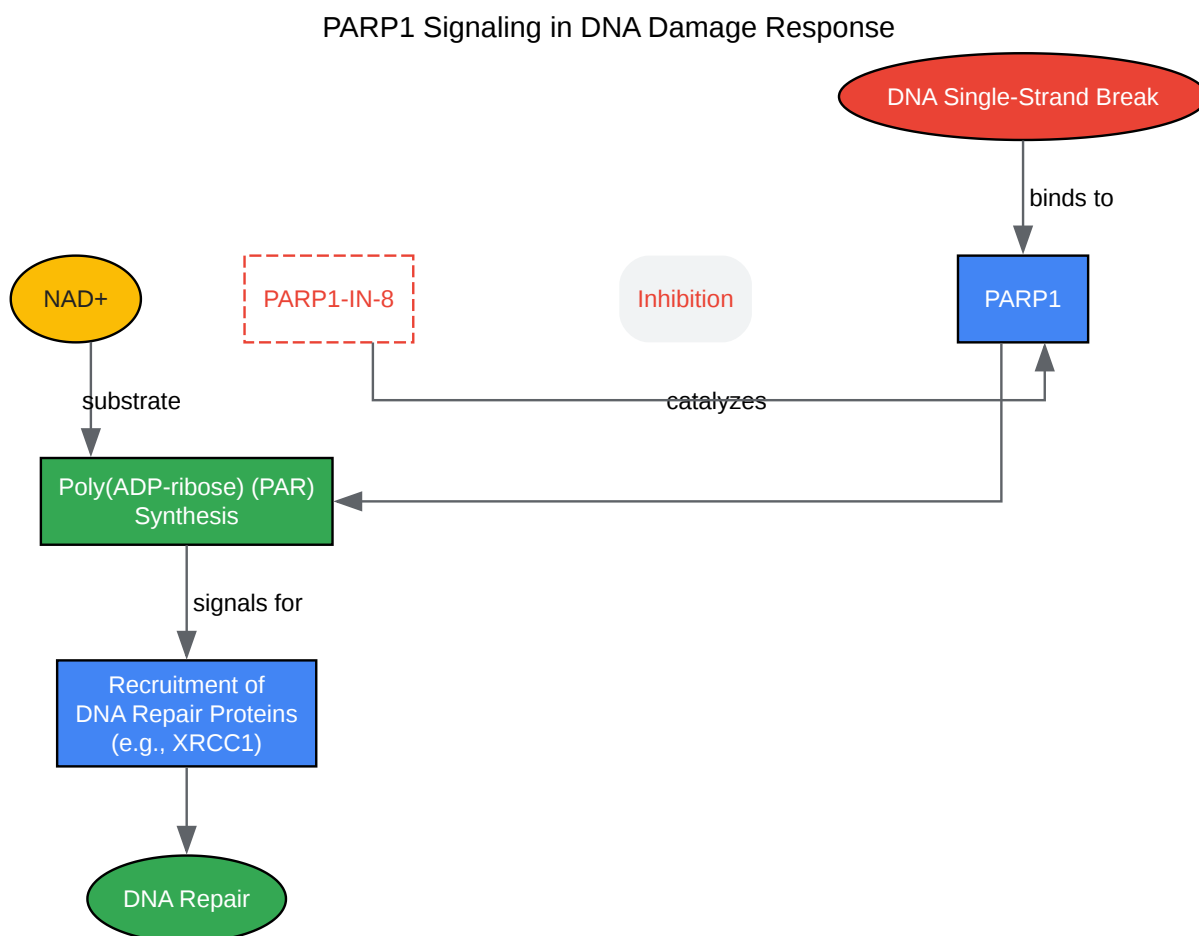 PARP1 Signaling in DNA Damage Response
DNA Single-Strand Break
binds to
NAD+
PARP1-IN-8
Inhibition
PARP1
substrate
catalyzes
Poly(ADP-ribose) (PAR)
Synthesis
signals for
Recruitment of
DNA Repair Proteins
(e.g., XRCC1)
DNA Repair